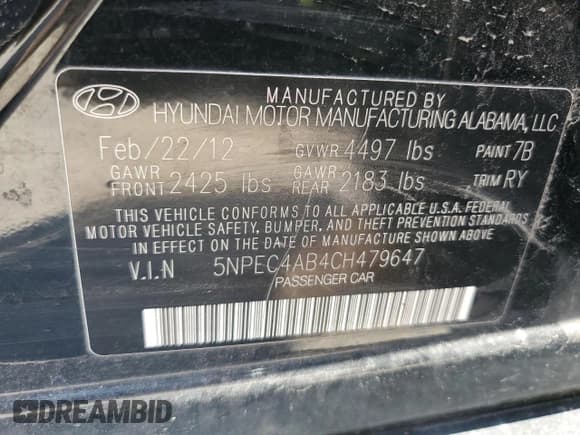 MANUFACTURED BY
HYUNDAI MOTOR MANUFACTURING ALABAMA, LLC
Feb/22/12 GVWR 4497 lbs PAINT 7B
GAWR FRONT 2425 lbs GAWR REAR 2183 lbs TRIM RY
THIS VEHICLE CONFORMS TO ALL APPLICABLE U.S.A. FEDERAL
MOTOR VEHICLE SAFETY, BUMPER, AND THEFT PREVENTION STANDARDS
IN EFFECT ON THE DATE OF MANUFACTURE SHOWN ABOVE.
V.I.N 5NPEC4AB4CH479647
PASSENGER CAR
DREAMBID